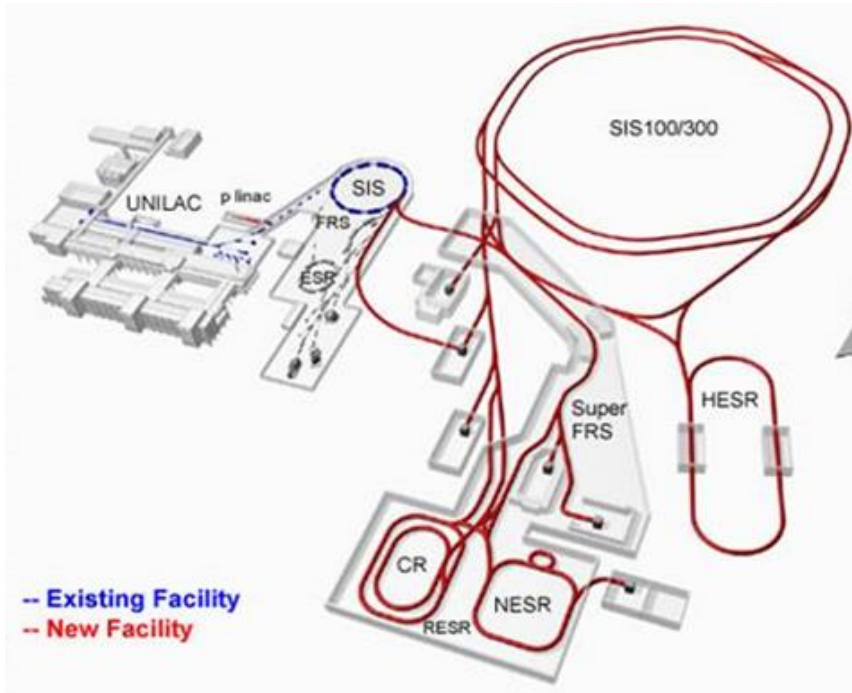 SIS100/300
UNILAC
p linac
SIS
FRS
ESR
HESR
Super
FRS
CR
NESR
RESR
-- Existing Facility
-- New Facility